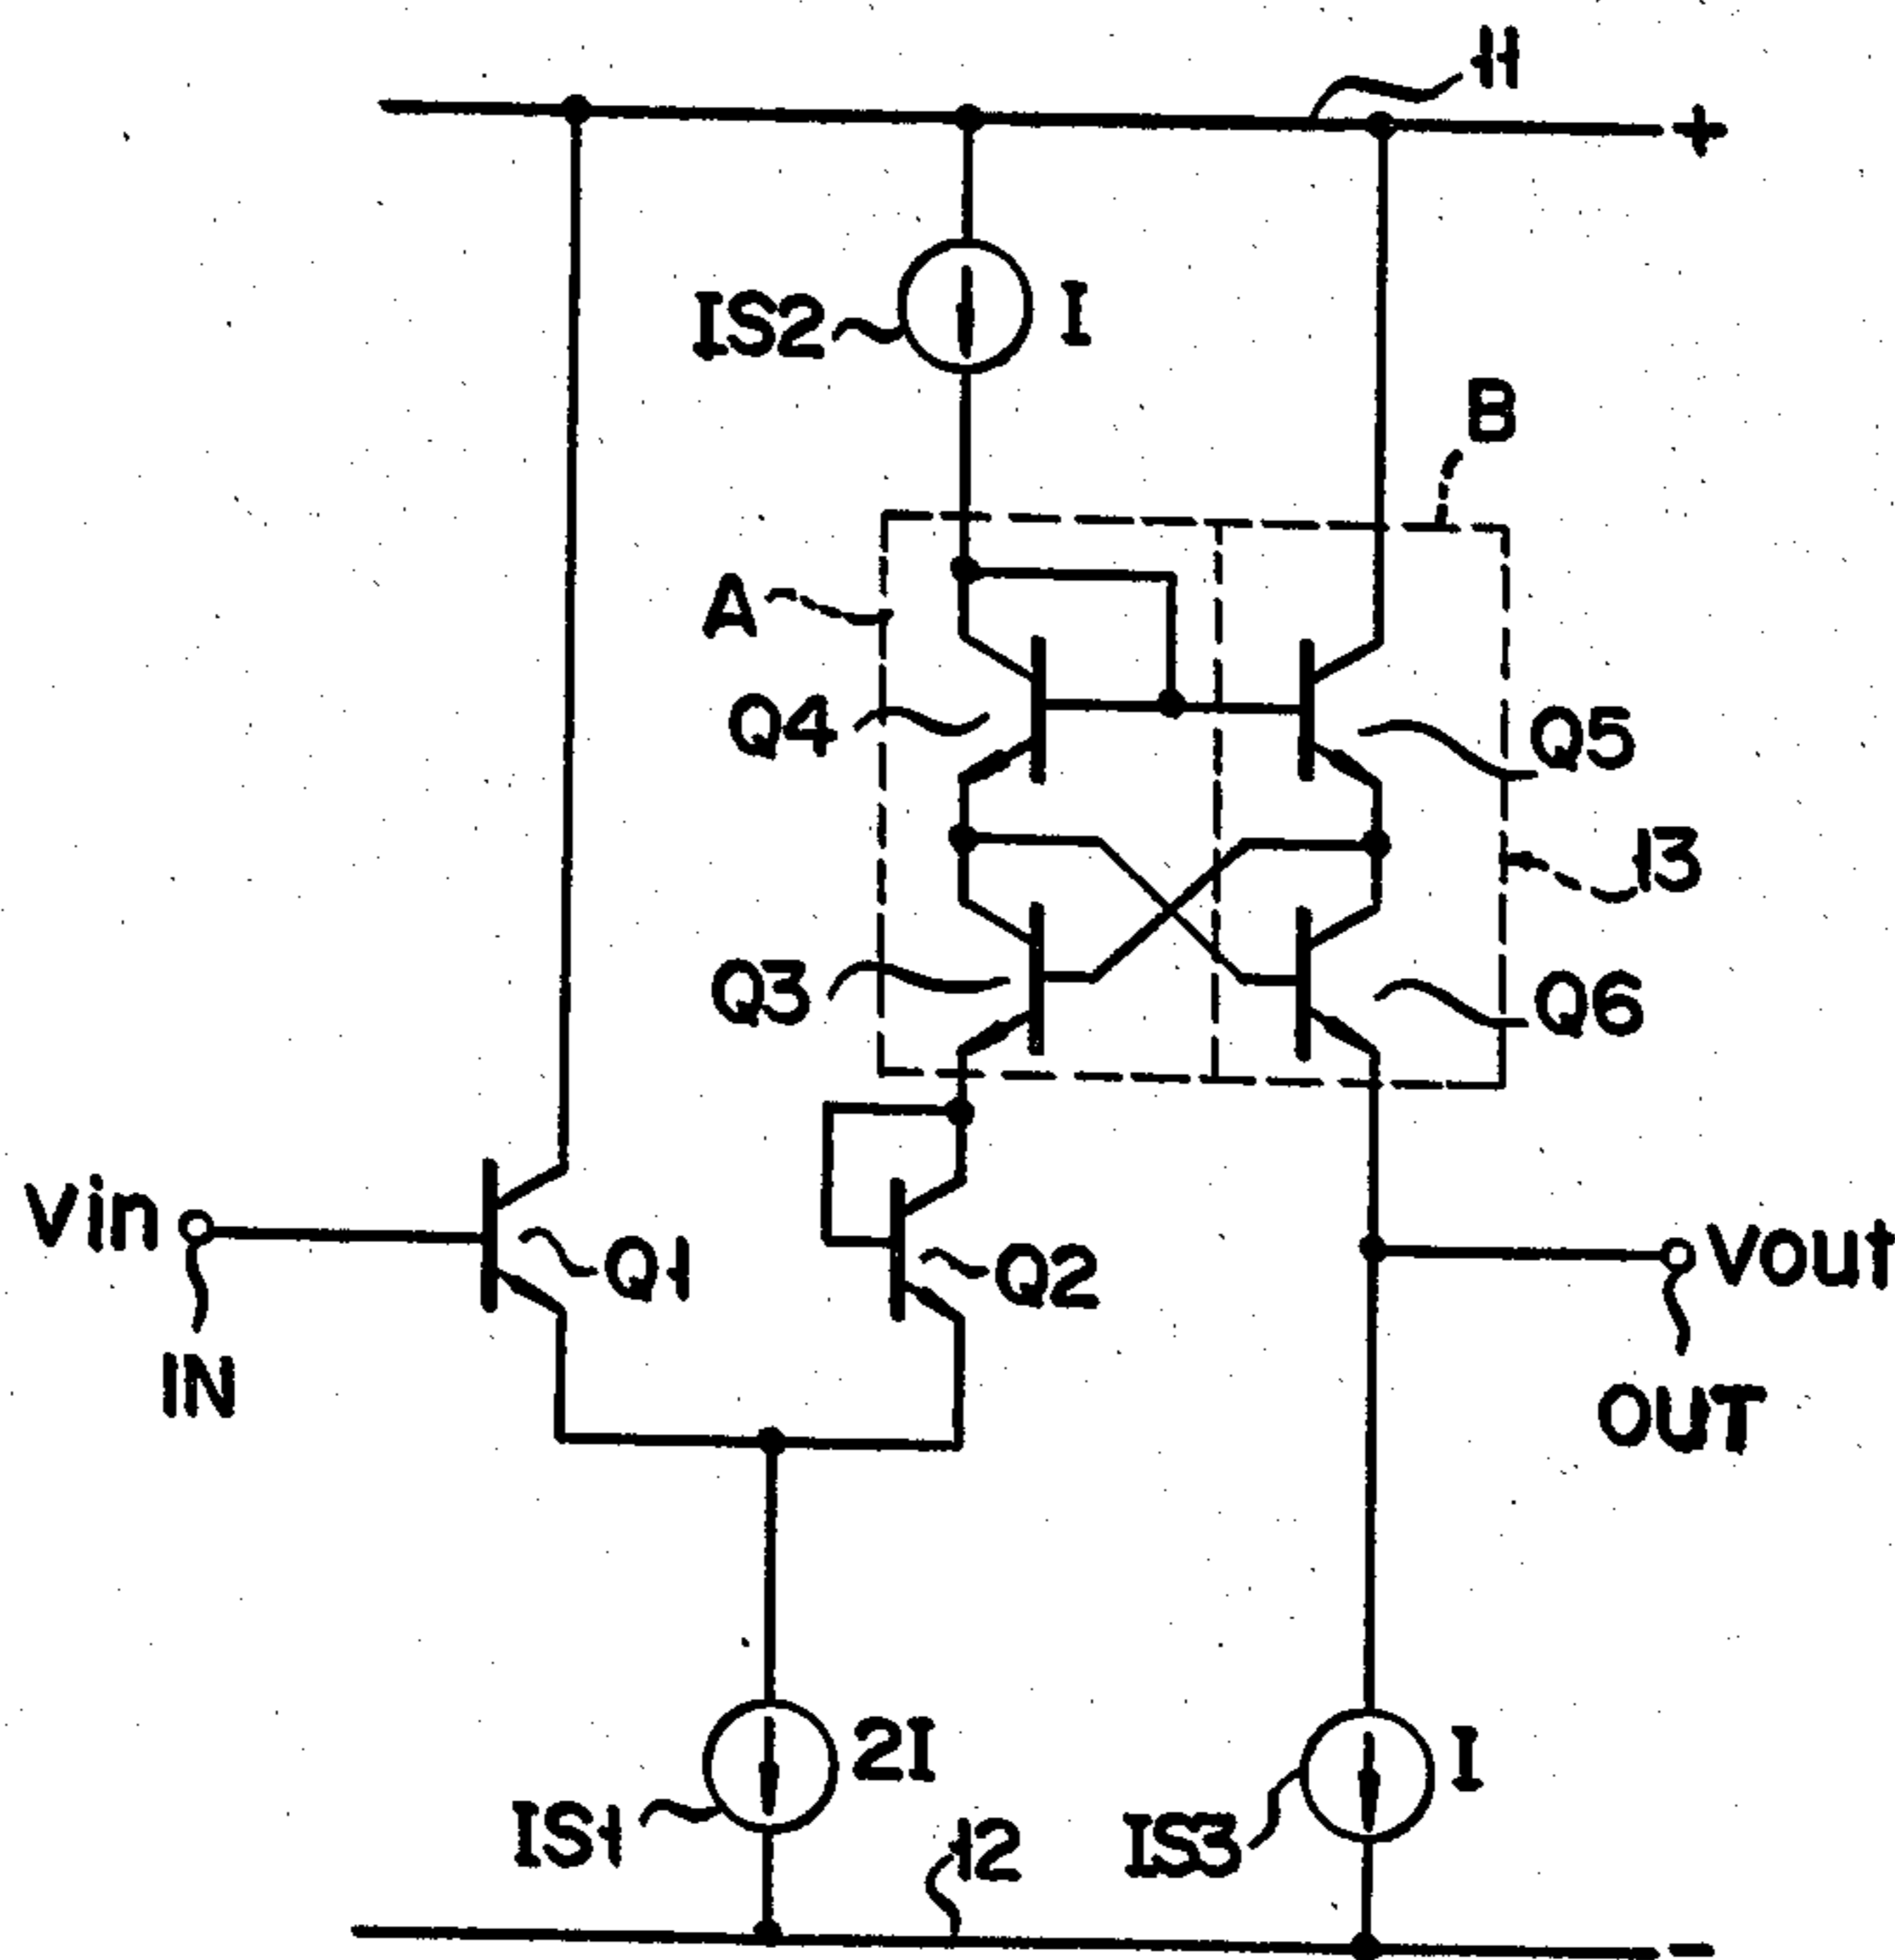 11
+
IS2
I
B
A
Q4
Q5
13
Q3
Q6
Vin
Q1
Q2
Vout
IN
OUT
2I
I
IS1
12
IS3
−